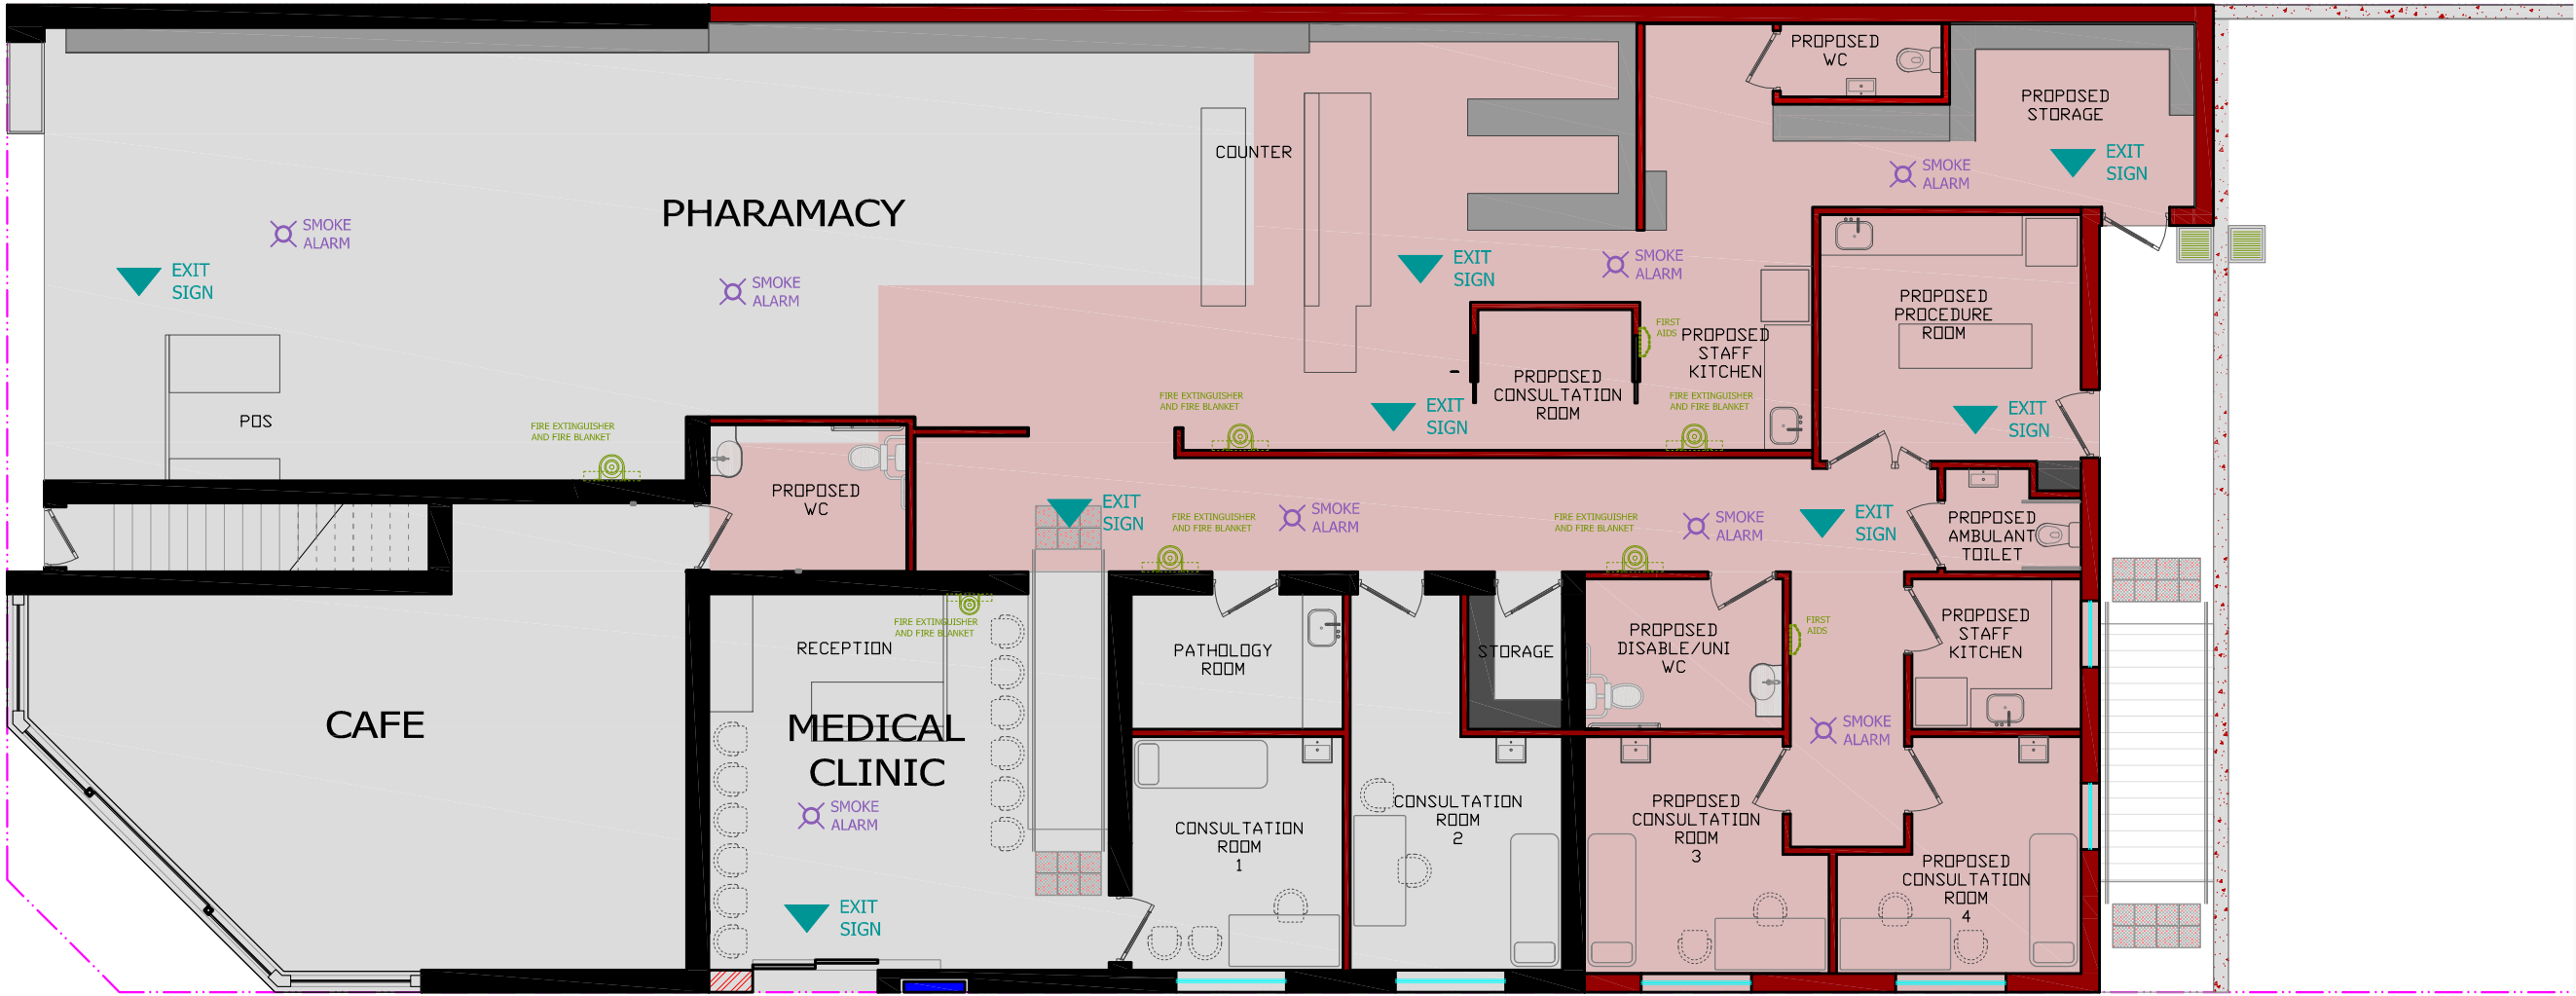 PROPOSED
WC
PROPOSED
STORAGE
COUNTER
EXIT
SIGN
SMOKE
ALARM
PHARAMACY
SMOKE
ALARM
EXIT
SIGN
SMOKE
ALARM
EXIT
SIGN
SMOKE
ALARM
PROPOSED
PROCEDURE
ROOM
FIRST
AIDS
PROPOSED
STAFF
KITCHEN
PROPOSED
CONSULTATION
ROOM
FIRE EXTINGUISHER
AND FIRE BLANKET
FIRE EXTINGUISHER
AND FIRE BLANKET
EXIT
SIGN
EXIT
SIGN
POS
FIRE EXTINGUISHER
AND FIRE BLANKET
PROPOSED
WC
EXIT
SIGN
FIRE EXTINGUISHER
AND FIRE BLANKET
SMOKE
ALARM
FIRE EXTINGUISHER
AND FIRE BLANKET
SMOKE
ALARM
EXIT
SIGN
PROPOSED
AMBULANT
TOILET
FIRE EXTINGUISHER
AND FIRE BLANKET
RECEPTION
PATHOLOGY
ROOM
STORAGE
PROPOSED
DISABLE/UNI
WC
FIRST
AIDS
PROPOSED
STAFF
KITCHEN
CAFE
MEDICAL
CLINIC
SMOKE
ALARM
SMOKE
ALARM
CONSULTATION
ROOM
1
CONSULTATION
ROOM
2
PROPOSED
CONSULTATION
ROOM
3
PROPOSED
CONSULTATION
ROOM
4
EXIT
SIGN